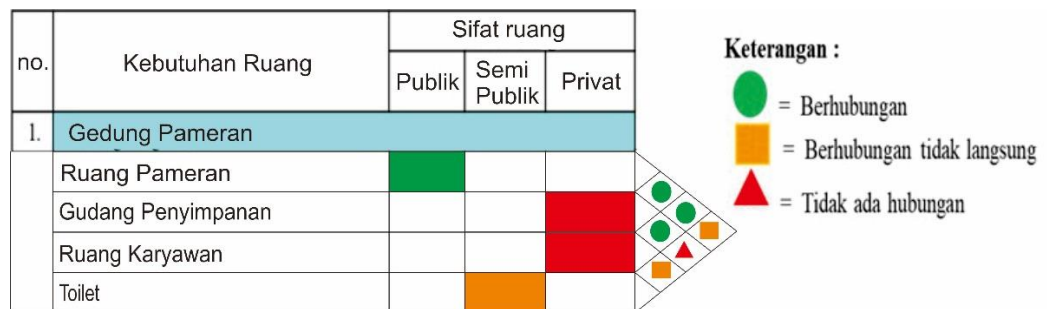 no.
Kebutuhan Ruang
Sifat ruang
Publik
Semi
Publik
Privat
1.
Gedung Pameran
Ruang Pameran
Gudang Penyimpanan
Ruang Karyawan
Toilet
Keterangan :
= Berhubungan
= Berhubungan tidak langsung
= Tidak ada hubungan